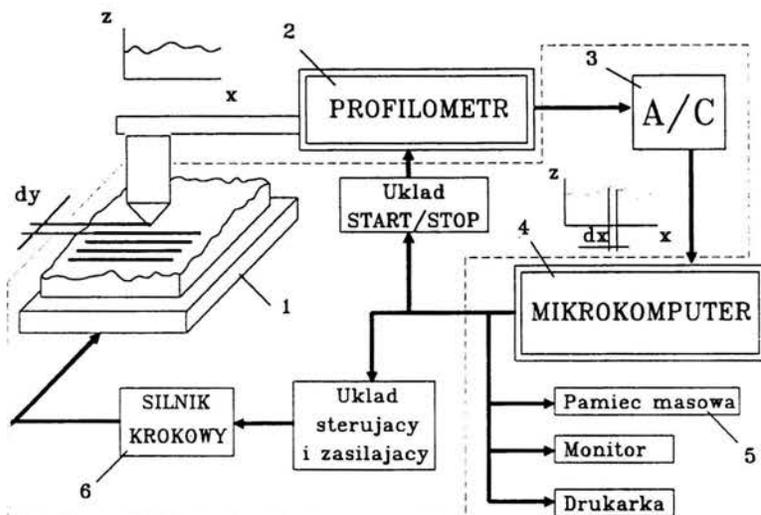 z
x
2
PROFILOMETR
3
A/C
dy
Uklad
START/STOP
z
dx
x
4
MIKROKOMPUTER
1
SILNIK
KROKOWY
6
Uklad
sterujacy
i zasilajacy
Pamiec masowa
5
Monitor
Drukarka